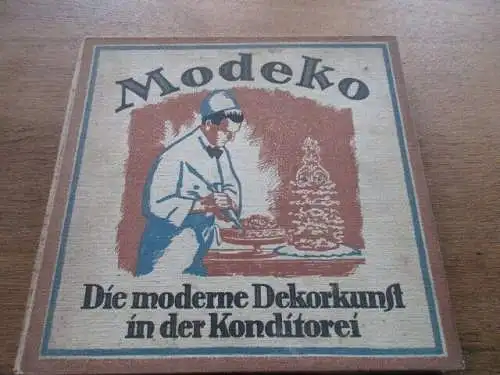 Modeko
Die moderne Dekorkunst
in der Konditorei